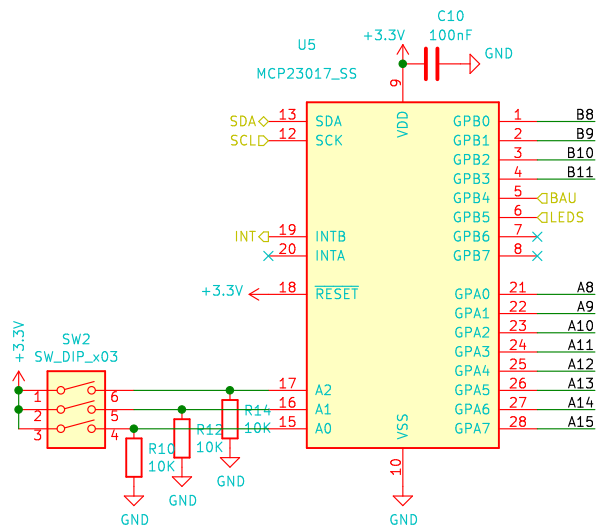 C10
100nF
+3.3V
GND
U5
MCP23017_SS
9
VDD
SDA 13 SDA
SCL 12 SCK
INT 19 INTB
20 INTA
+3.3V 18 RESET
17 A2
16 A1
15 A0
VSS
10
GND
GPB0 1 B8
GPB1 2 B9
GPB2 3 B10
GPB3 4 B11
GPB4 5 BAU
GPB5 6 LEDS
GPB6 7
GPB7 8
GPA0 21 A8
GPA1 22 A9
GPA2 23 A10
GPA3 24 A11
GPA4 25 A12
GPA5 26 A13
GPA6 27 A14
GPA7 28 A15
+3.3V
SW2
SW_DIP_x03
1 6
2 5
3 4
R14
10K
GND
R12
10K
GND
R10
10K
GND